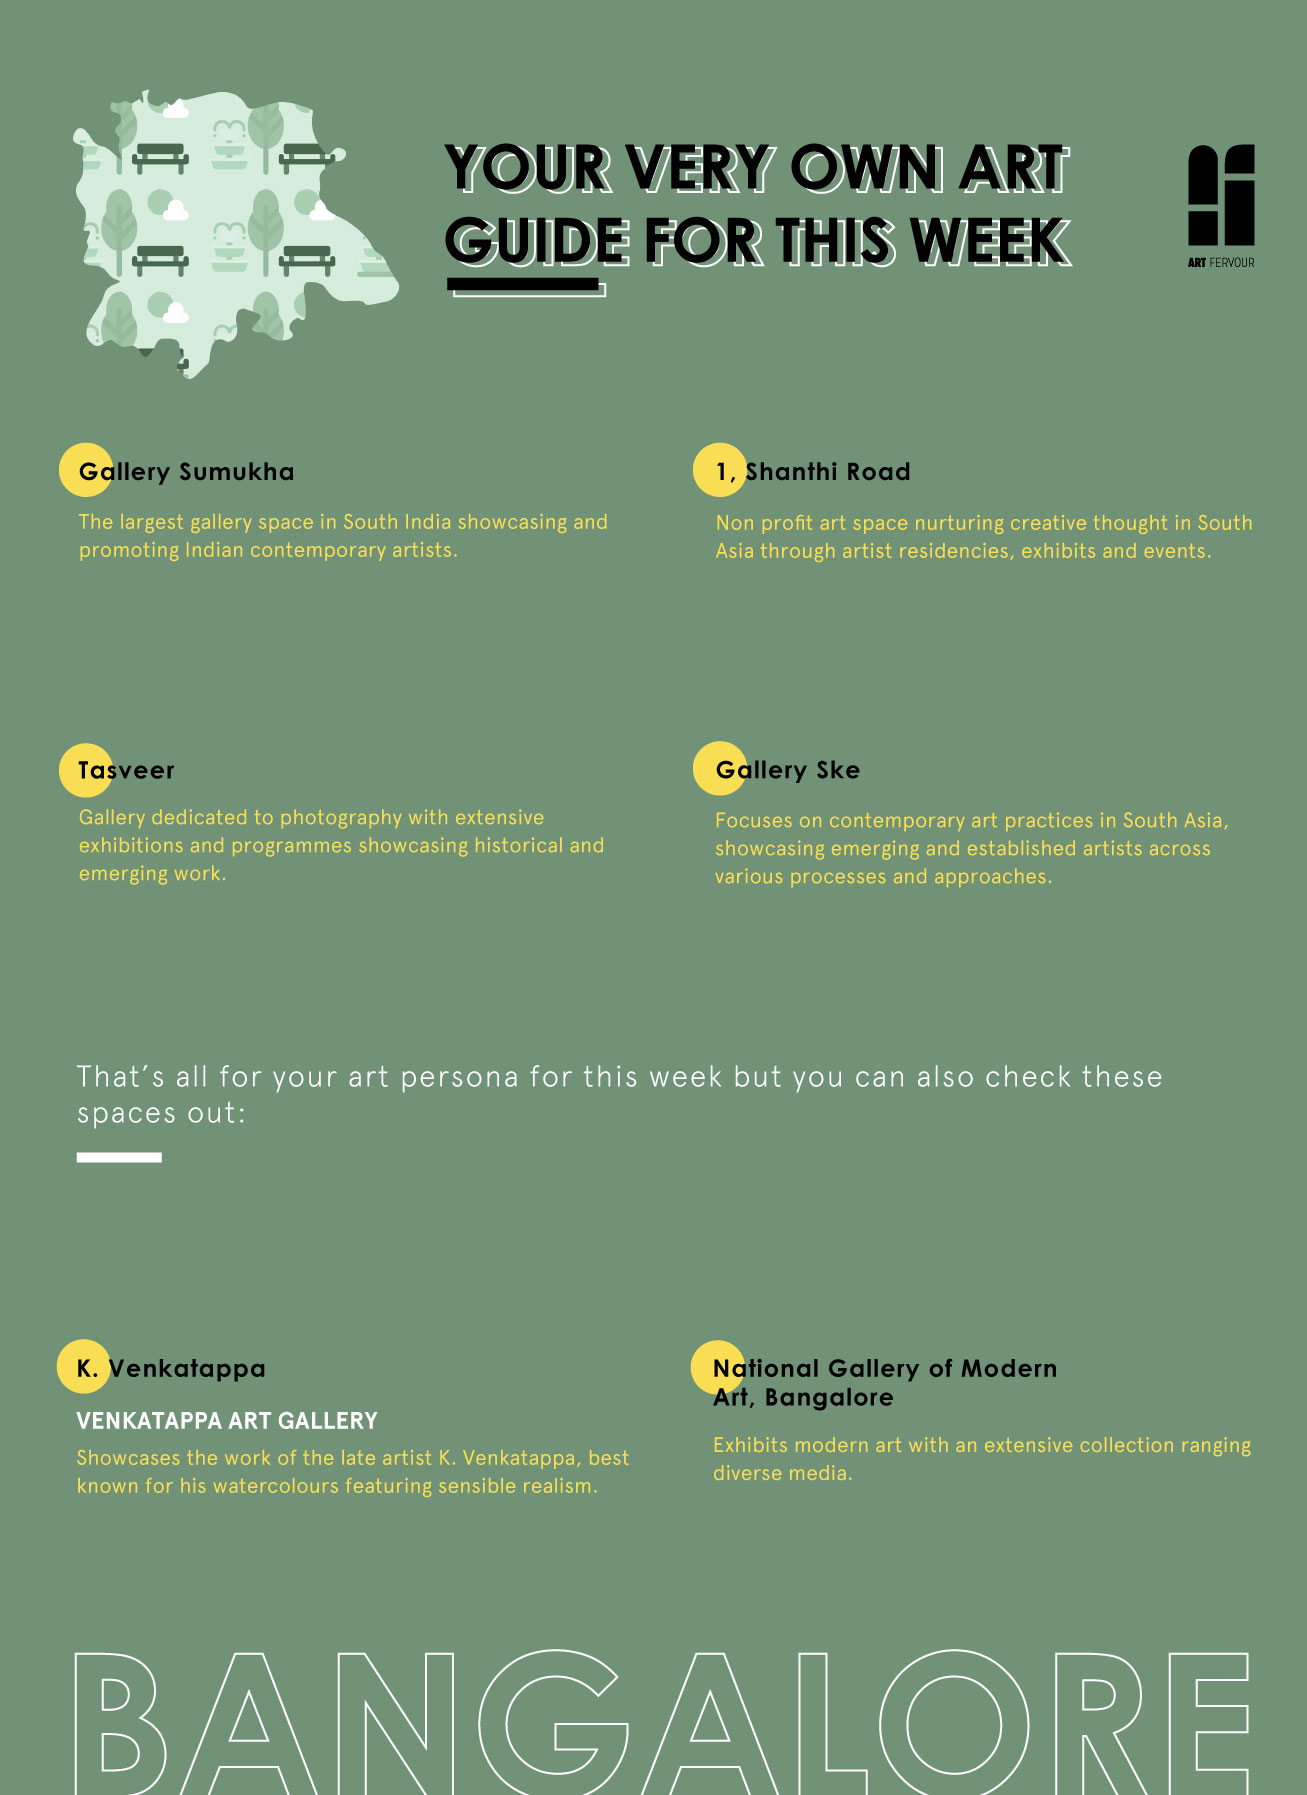 YOUR VERY OWN ART
GUIDE FOR THIS WEEK
ART FERVOUR
Gallery Sumukha
The largest gallery space in South India showcasing and
promoting Indian contemporary artists.
1, Shanthi Road
Non profit art space nurturing creative thought in South
Asia through artist residencies, exhibits and events.
Tasveer
Gallery dedicated to photography with extensive
exhibitions and programmes showcasing historical and
emerging work.
Gallery Ske
Focuses on contemporary art practices in South Asia,
showcasing emerging and established artists across
various processes and approaches.
That’s all for your art persona for this week but you can also check these
spaces out:
K. Venkatappa
VENKATAPPA ART GALLERY
Showcases the work of the late artist K. Venkatappa, best
known for his watercolours featuring sensible realism.
National Gallery of Modern
Art, Bangalore
Exhibits modern art with an extensive collection ranging
diverse media.
BANGALORE